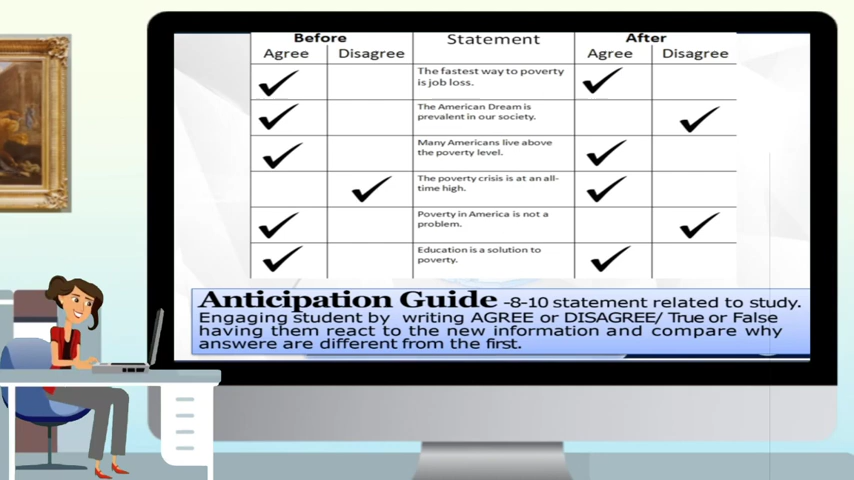 Before After
Agree Disagree Statement Agree Disagree
The fastest way to poverty
is job loss.
The American Dream is
prevalent in our society.
Many Americans live above
the poverty level.
The poverty crisis is at an all-
time high.
Poverty in America is not a
problem.
Education is a solution to
poverty.
Anticipation Guide -8-10 statement related to study.
Engaging student by writing AGREE or DISAGREE/ True or False
having them react to the new information and compare why
answere are different from the first.